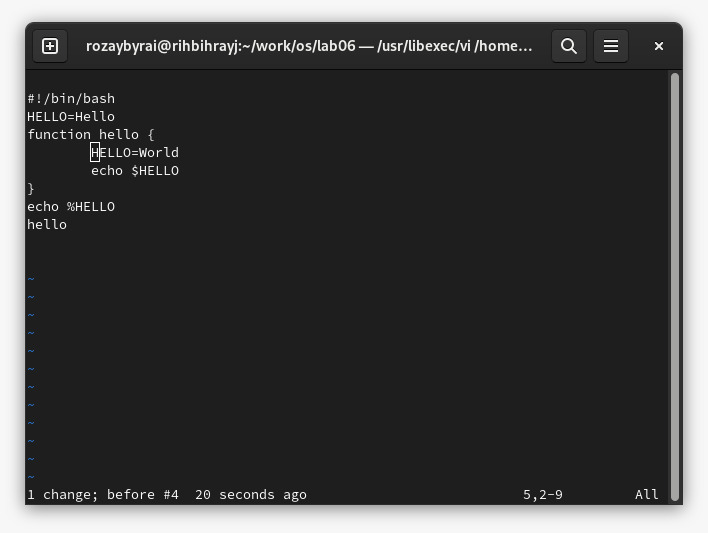 rozaybyrai@rihbihrayj:~/work/os/lab06 — /usr/libexec/vi /home...
#!/bin/bash
HELLO=Hello
function hello {
        HELLO=World
        echo $HELLO
}
echo %HELLO
hello
~
~
~
~
~
~
~
~
~
~
~
~
1 change; before #4  20 seconds ago                           5,2-9         All